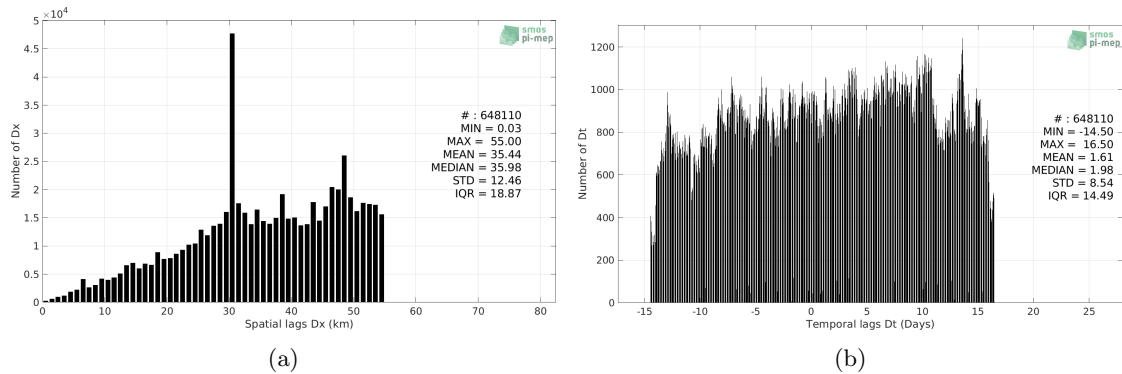 ×10⁴
5
4.5
4
3.5
3
2.5
2
1.5
1
0.5
0
Number of Dx
smos
pi-mep
# : 648110
MIN = 0.03
MAX = 55.00
MEAN = 35.44
MEDIAN = 35.98
STD = 12.46
IQR = 18.87
0 10 20 30 40 50 60 70 80
Spatial lags Dx (km)
(a)
1200
1000
800
600
400
200
0
Number of Dt
smos
pi-mep
# : 648110
MIN = -14.50
MAX = 16.50
MEAN = 1.61
MEDIAN = 1.98
STD = 8.54
IQR = 14.49
-15 -10 -5 0 5 10 15 20 25
Temporal lags Dt (Days)
(b)